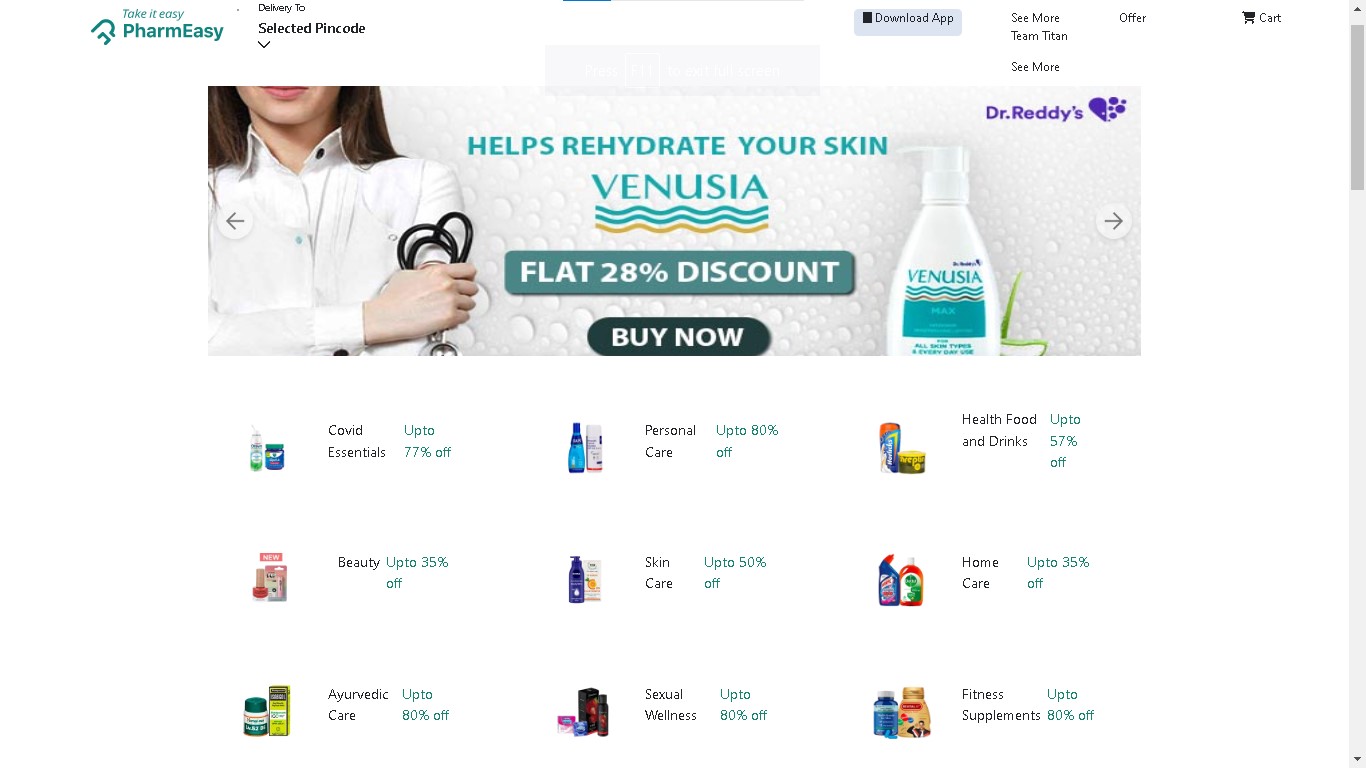 Take it easy
PharmEasy
Delivery To
Selected Pincode
Download App
See More
Team Titan
See More
Offer
Cart
Press F11 to exit full screen
Dr.Reddy's
HELPS REHYDRATE YOUR SKIN
VENUSIA
FLAT 28% DISCOUNT
BUY NOW
Dr.Reddy's
VENUSIA
MAX
FOR
ALL SKIN TYPES
& EVERY DAY USE
Covid
Essentials
Upto
77% off
Personal
Care
Upto 80%
off
Health Food
and Drinks
Upto
57%
off
NEW
Beauty
Upto 35%
off
Skin
Care
Upto 50%
off
Home
Care
Upto 35%
off
Ayurvedic
Care
Upto
80% off
Sexual
Wellness
Upto
80% off
Fitness
Supplements
Upto
80% off